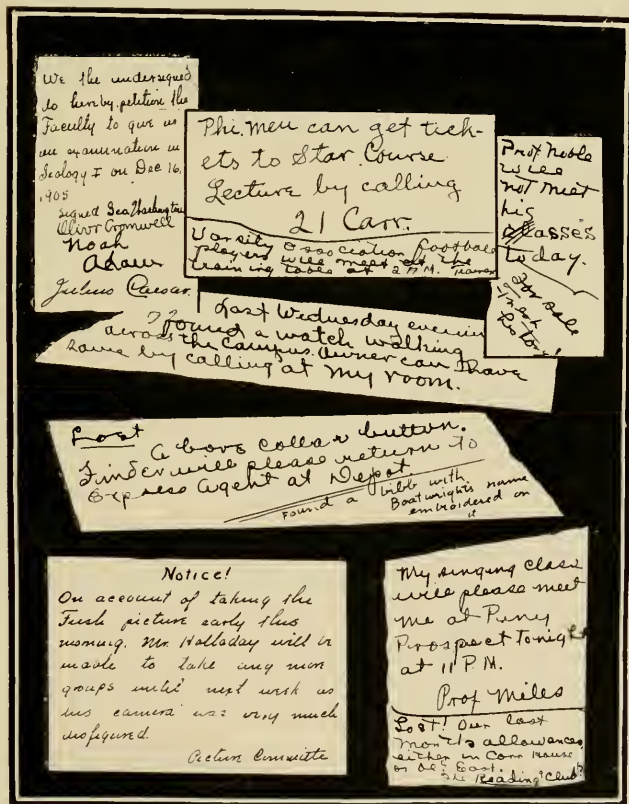 We the undersigned
do hereby petition the
Faculty to give us
an examination in
Geology I on Dec 16,
1905
signed Geo Washington
Oliver Cromwell
Noah
Adam
Julius Caesar.
Phi. Men can get tick-
ets to Star Course
Lecture by calling
21 Carr.
Varsity Association football
players will meet at the
training table at 2 P.M.
Prof Noble
will
not meet
his
classes
today.
For sale
history!
Last Wednesday evening
I found a watch walking
across the campus. Owner can have
same by calling at my room.
Lost
A boys collar button.
Finder will please return to
Express Agent at Depot
Found a bibb with
Boatwrights name
embroidered on
it
Notice!
On account of taking the
Fresh picture early this
morning. Mr. Holladay will be
unable to take any more
groups until next week as
his camera was very much
disfigured.
Picture Committee
My singing class
will please meet
me at Piny
Prospect tonight
at 11 P.M.
Prof Miles
Lost! Our last
month's allowances
either in Carr House
or East.
The Reading Club?